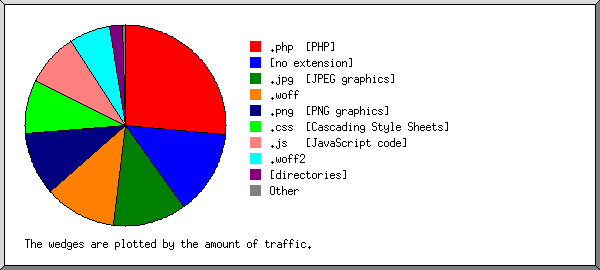 .php  [PHP]
[no extension]
.jpg  [JPEG graphics]
.woff
.png  [PNG graphics]
.css  [Cascading Style Sheets]
.js   [JavaScript code]
.woff2
[directories]
Other
The wedges are plotted by the amount of traffic.